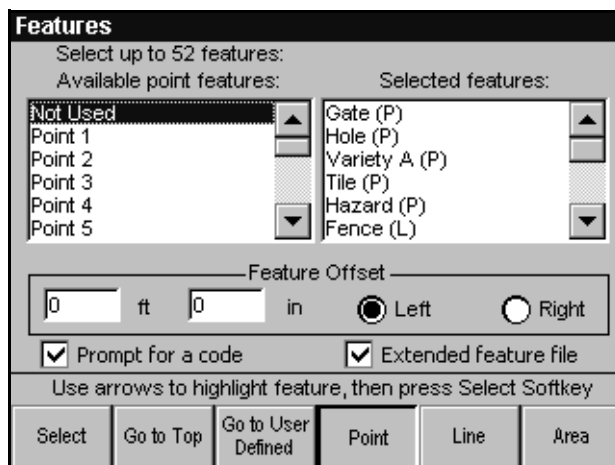 Features
Select up to 52 features:
Available point features:
Selected features:
Not Used
Point 1
Point 2
Point 3
Point 4
Point 5
Gate (P)
Hole (P)
Variety A (P)
Tile (P)
Hazard (P)
Fence (L)
Feature Offset
0 ft 0 in Left Right
Prompt for a code
Extended feature file
Use arrows to highlight feature, then press Select Softkey
Select
Go to Top
Go to User
Defined
Point
Line
Area